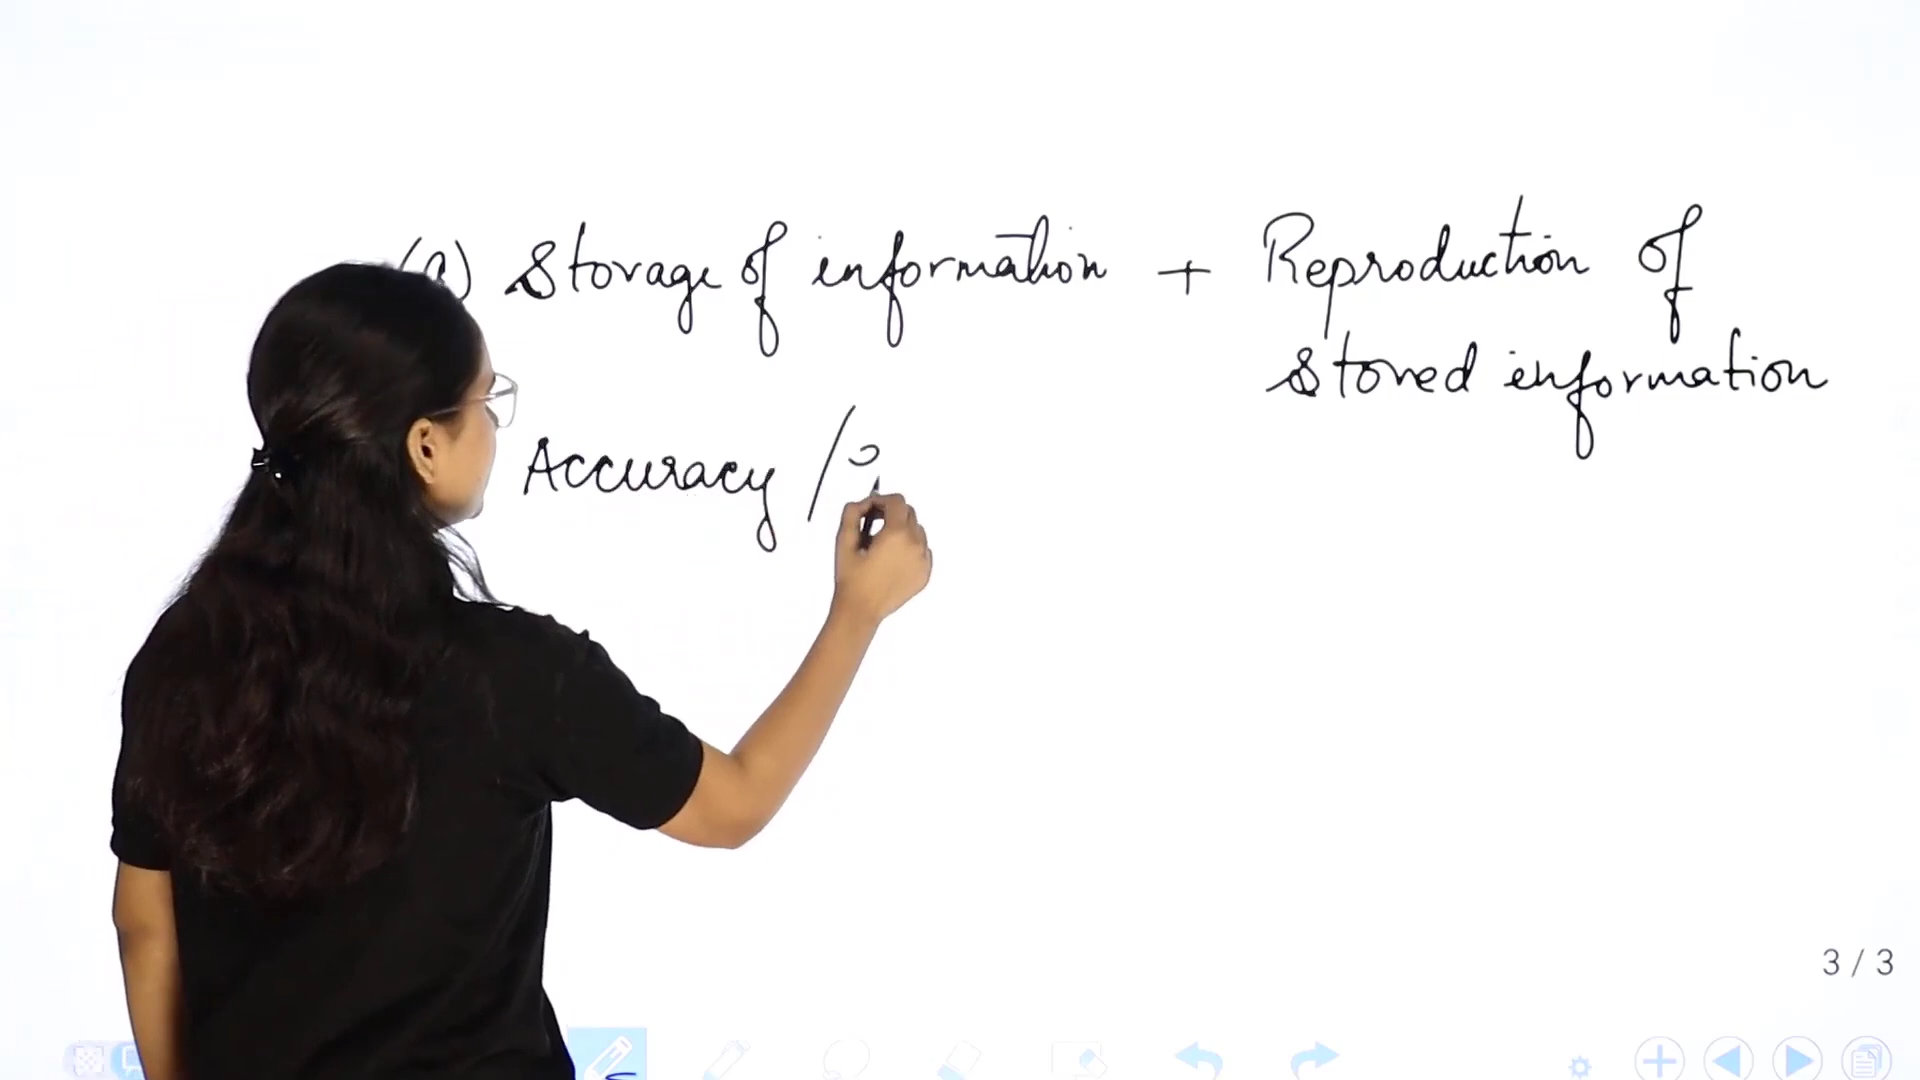 (a) Storage of information + Reproduction of
stored information
Accuracy /
3 / 3